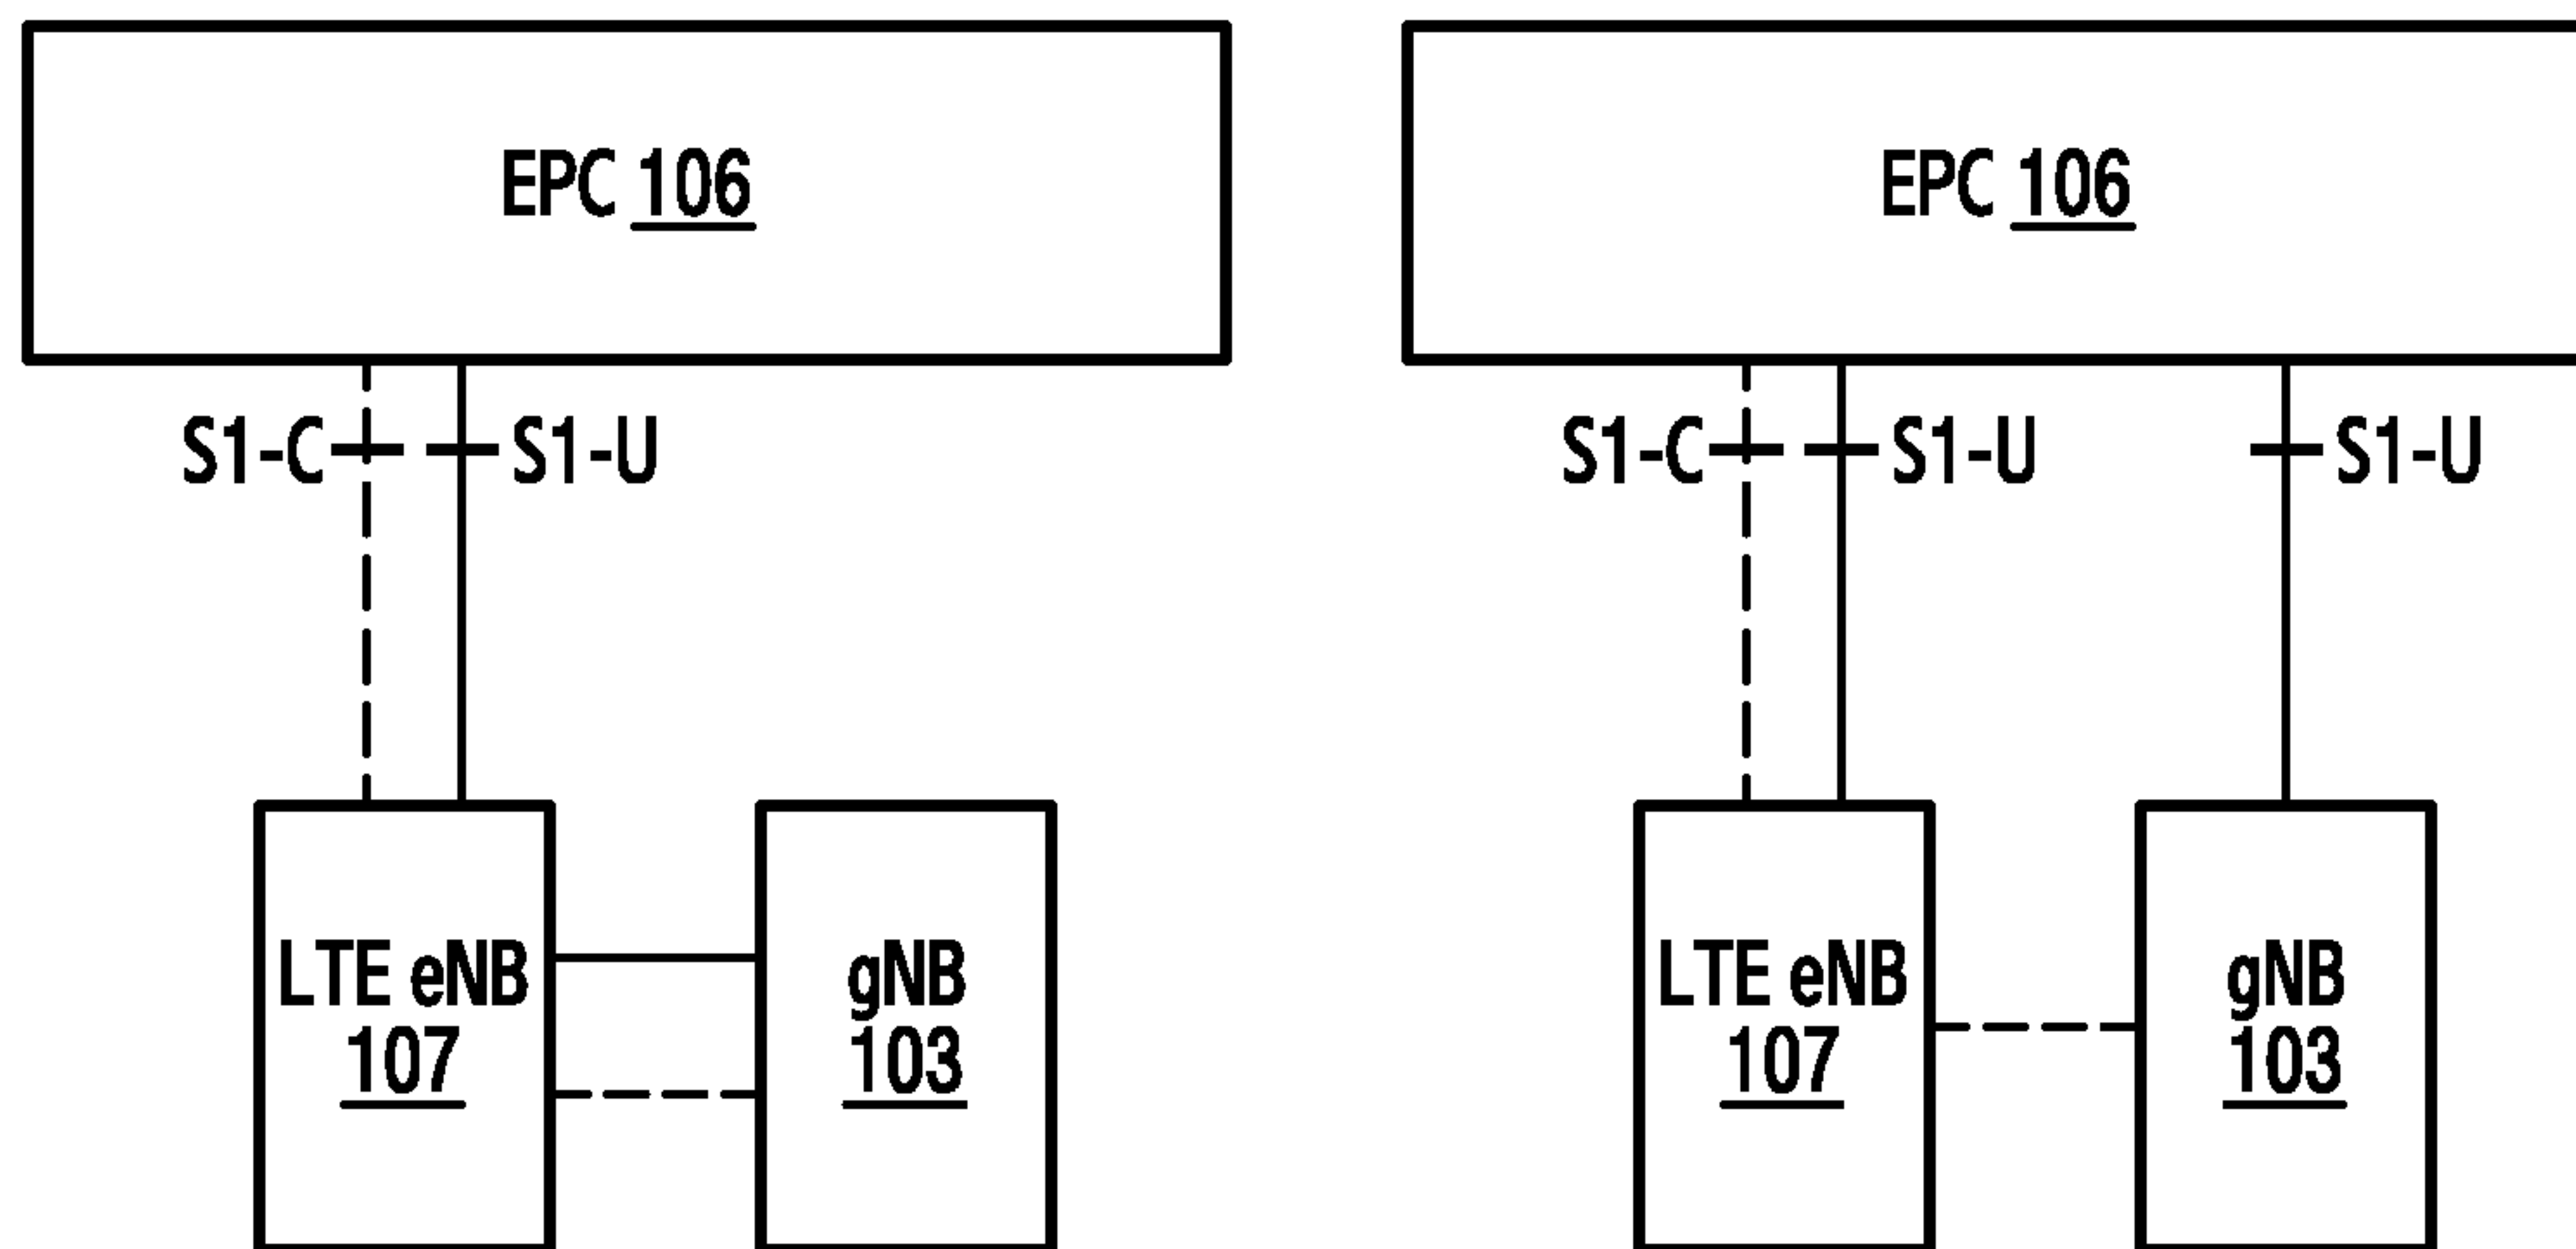 EPC 106
S1-C
S1-U
LTE eNB
107
gNB
103
EPC 106
S1-C
S1-U
S1-U
LTE eNB
107
gNB
103